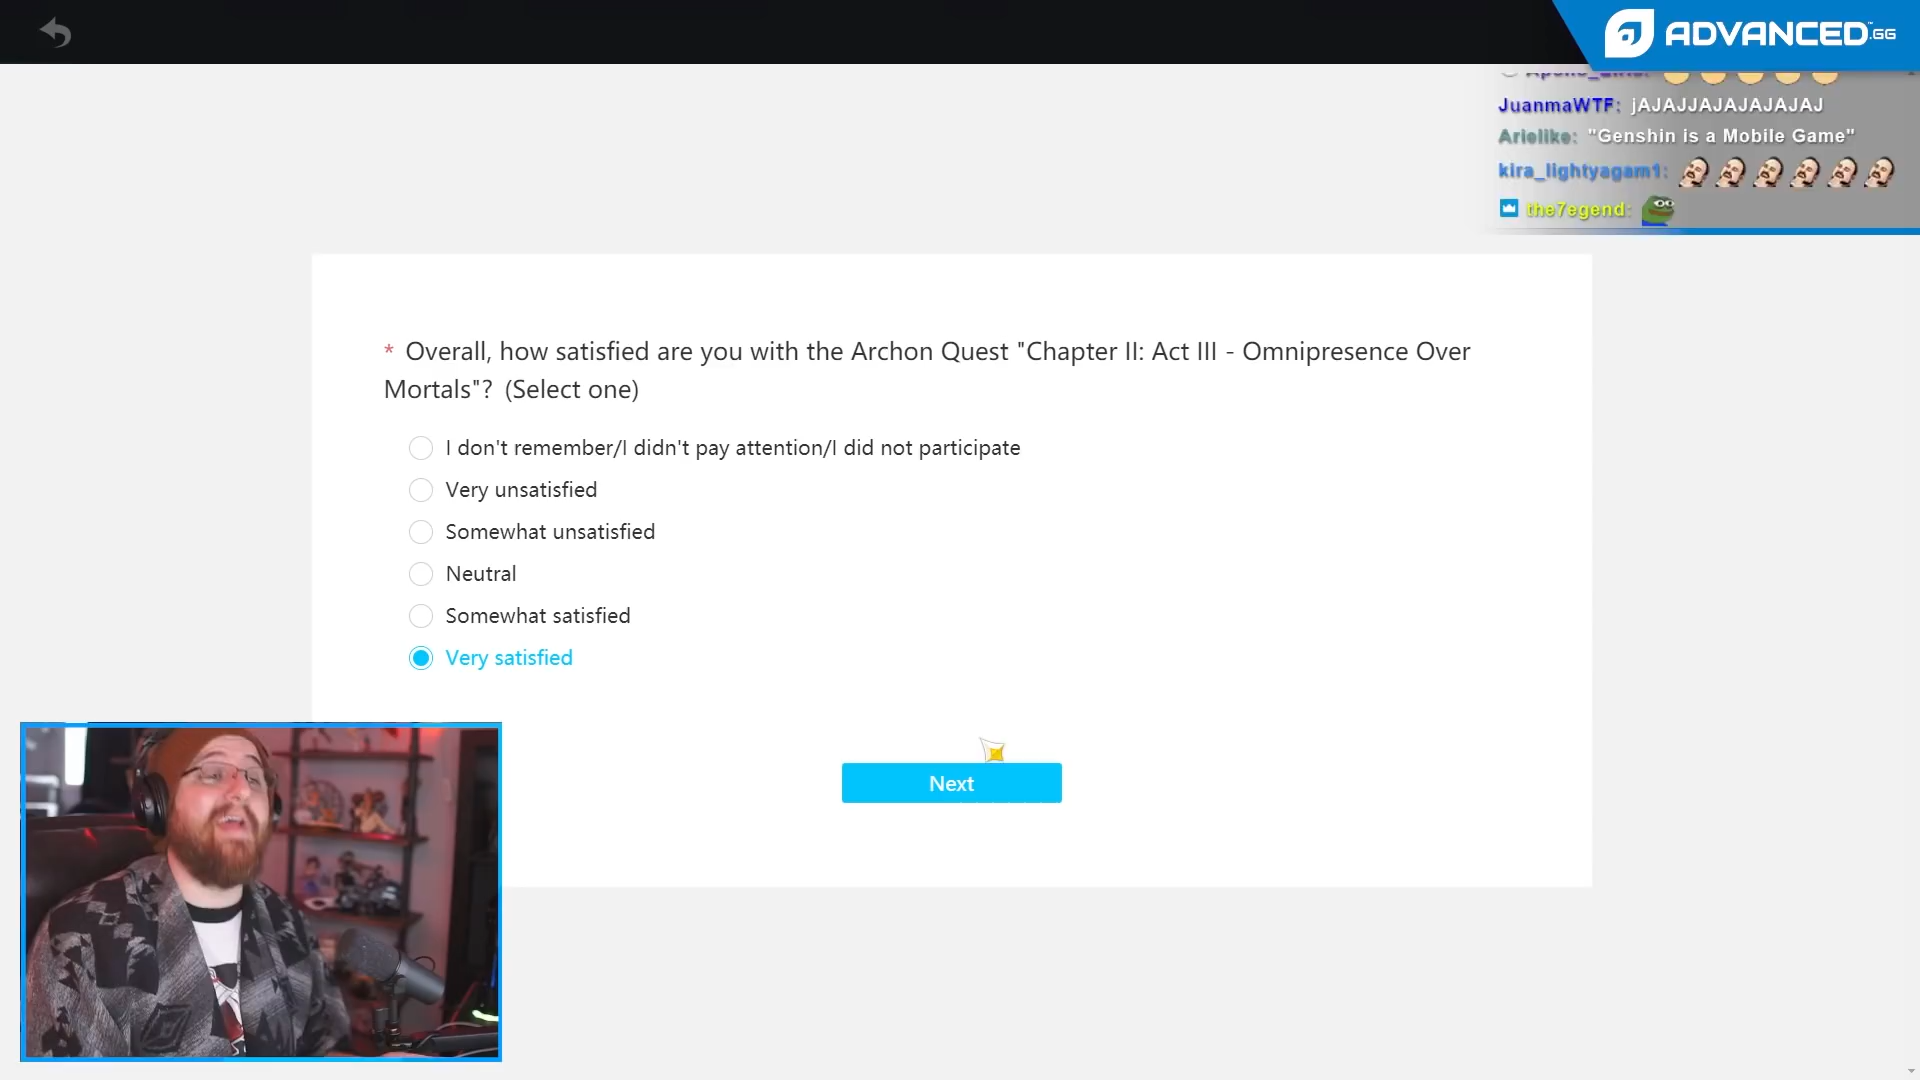 ADVANCED.GG
JuanmaWTF: jAJAJJAJAJAJAJAJ
Arielike: "Genshin is a Mobile Game"
kira_lightyagam1:
the7egend:
* Overall, how satisfied are you with the Archon Quest "Chapter II: Act III - Omnipresence Over
Mortals"? (Select one)
I don't remember/I didn't pay attention/I did not participate
Very unsatisfied
Somewhat unsatisfied
Neutral
Somewhat satisfied
Very satisfied
Next